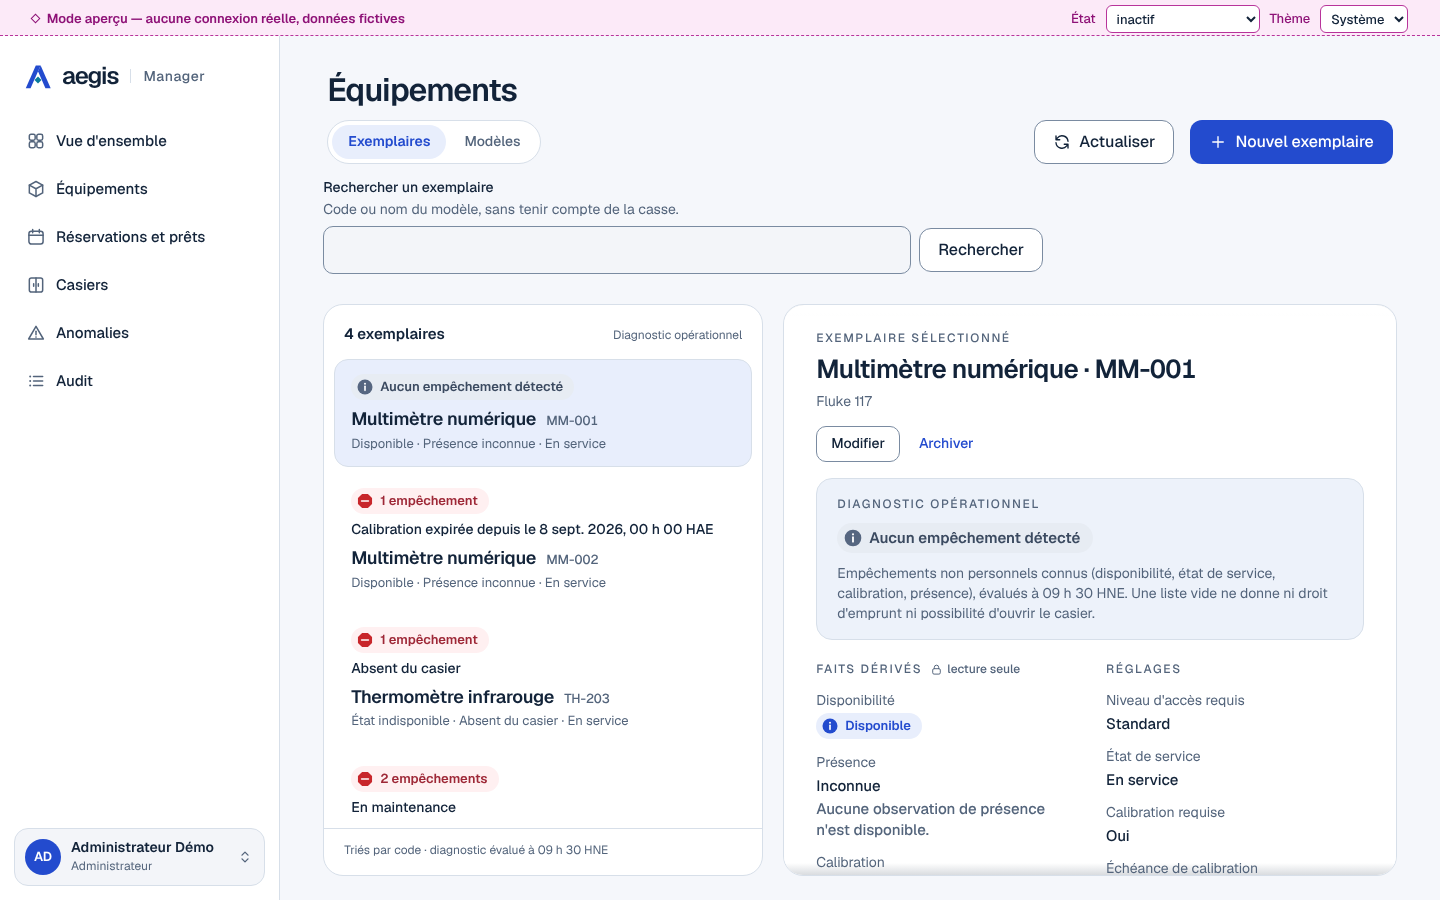 Mode aperçu — aucune connexion réelle, données fictives
État
inactif
Thème
Système
aegis
Manager
Vue d'ensemble
Équipements
Réservations et prêts
Casiers
Anomalies
Audit
AD
Administrateur Démo
Administrateur
Équipements
Exemplaires
Modèles
Actualiser
Nouvel exemplaire
Rechercher un exemplaire
Code ou nom du modèle, sans tenir compte de la casse.
Rechercher
4 exemplaires
Diagnostic opérationnel
Aucun empêchement détecté
Multimètre numérique MM-001
Disponible · Présence inconnue · En service
1 empêchement
Calibration expirée depuis le 8 sept. 2026, 00 h 00 HAE
Multimètre numérique MM-002
Disponible · Présence inconnue · En service
1 empêchement
Absent du casier
Thermomètre infrarouge TH-203
État indisponible · Absent du casier · En service
2 empêchements
En maintenance
Triés par code · diagnostic évalué à 09 h 30 HNE
EXEMPLAIRE SÉLECTIONNÉ
Multimètre numérique · MM-001
Fluke 117
Modifier
Archiver
DIAGNOSTIC OPÉRATIONNEL
Aucun empêchement détecté
Empêchements non personnels connus (disponibilité, état de service,
calibration, présence), évalués à 09 h 30 HNE. Une liste vide ne donne ni droit
d'emprunt ni possibilité d'ouvrir le casier.
FAITS DÉRIVÉS lecture seule
Disponibilité
Disponible
Présence
Inconnue
Aucune observation de présence
n'est disponible.
Calibration
RÉGLAGES
Niveau d'accès requis
Standard
État de service
En service
Calibration requise
Oui
Échéance de calibration